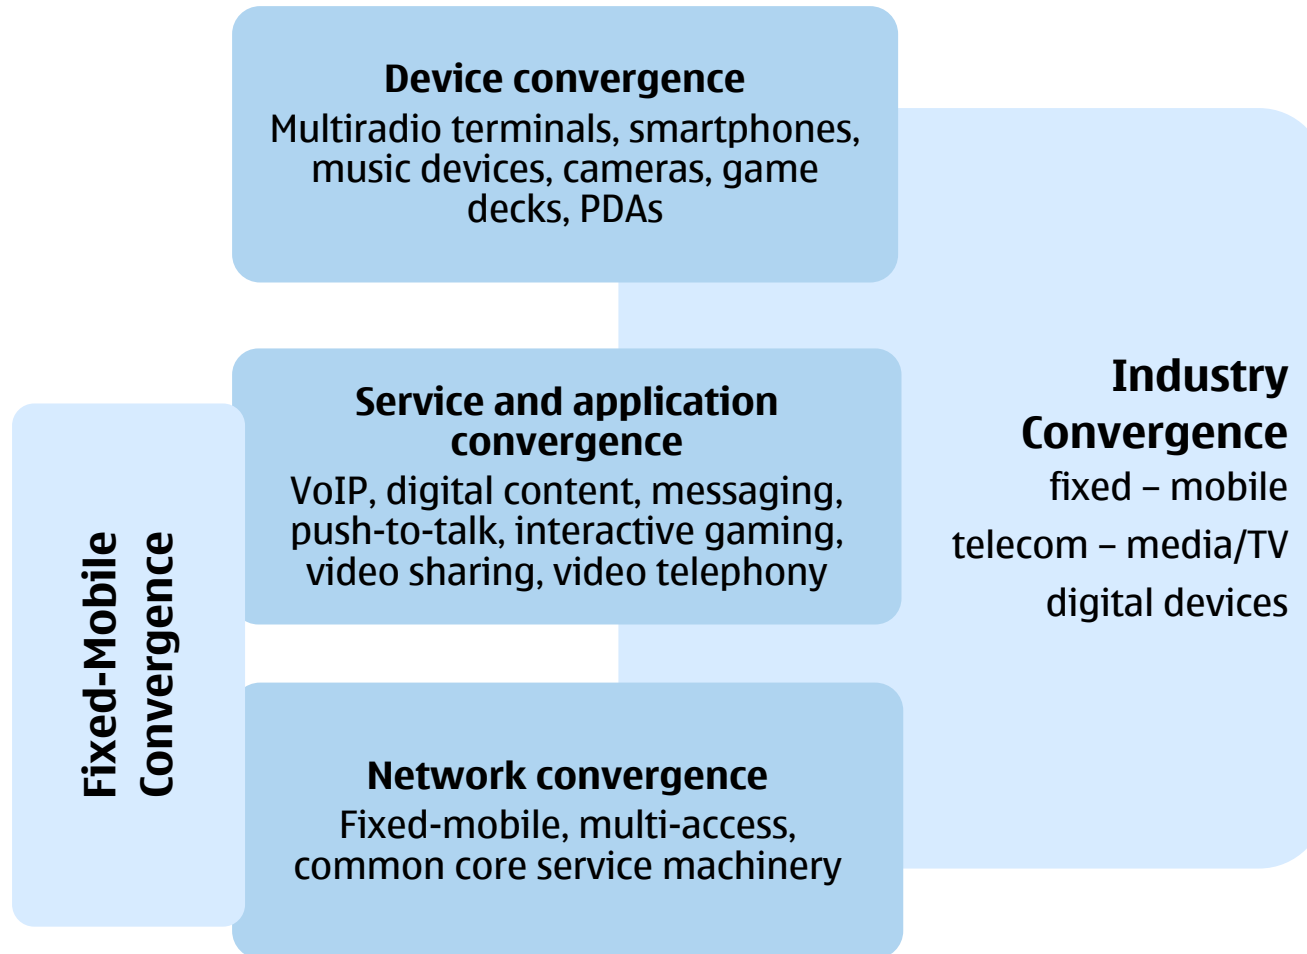 Device convergence
Multiradio terminals, smartphones,
music devices, cameras, game
decks, PDAs
Service and application
convergence
VoIP, digital content, messaging,
push-to-talk, interactive gaming,
video sharing, video telephony
Network convergence
Fixed-mobile, multi-access,
common core service machinery
Fixed-Mobile
Convergence
Industry
Convergence
fixed – mobile
telecom – media/TV
digital devices